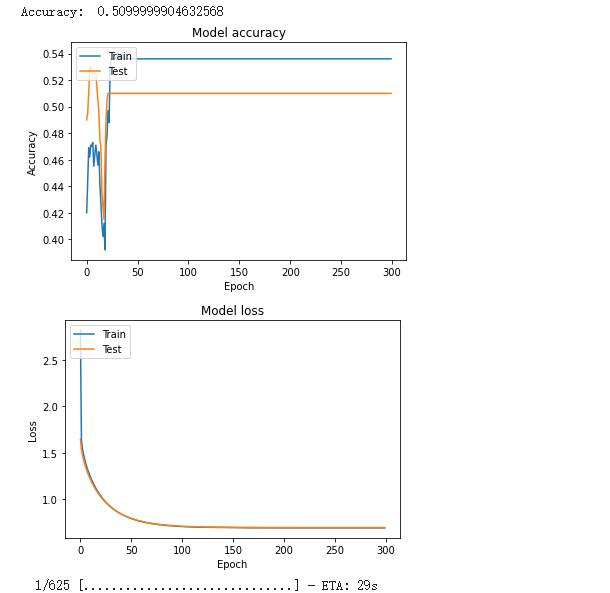 Accuracy: 0.5099999904632568
Model accuracy
Train
Test
0.54
0.52
0.50
0.48
0.46
0.44
0.42
0.40
Accuracy
0 50 100 150 200 250 300
Epoch
Model loss
Train
Test
2.5
2.0
1.5
1.0
Loss
0 50 100 150 200 250 300
Epoch
1/625 [..............................] - ETA: 29s